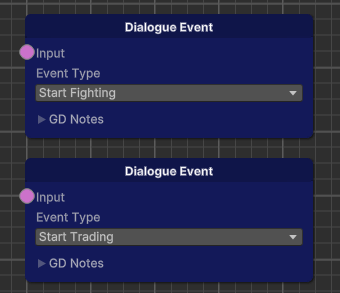 Dialogue Event
Input
Event Type
Start Fighting
GD Notes
Dialogue Event
Input
Event Type
Start Trading
GD Notes